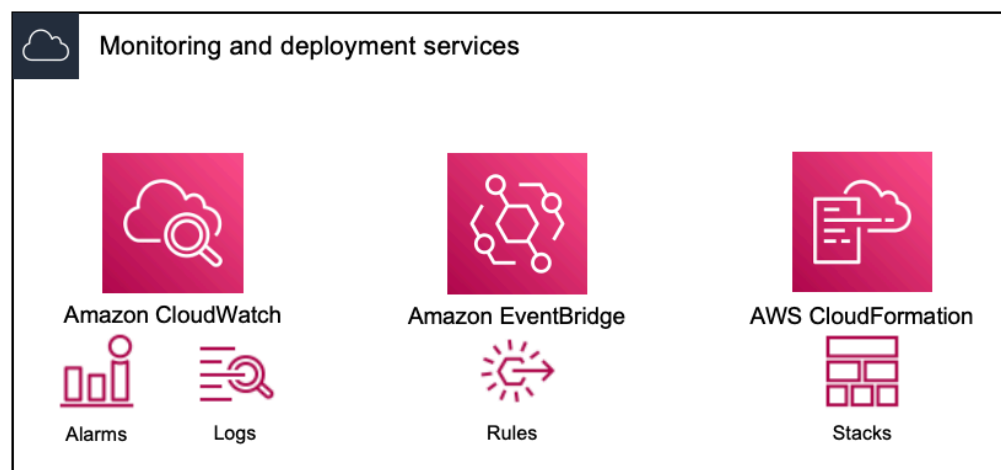 Monitoring and deployment services
Amazon CloudWatch
Amazon EventBridge
AWS CloudFormation
Alarms
Logs
Rules
Stacks